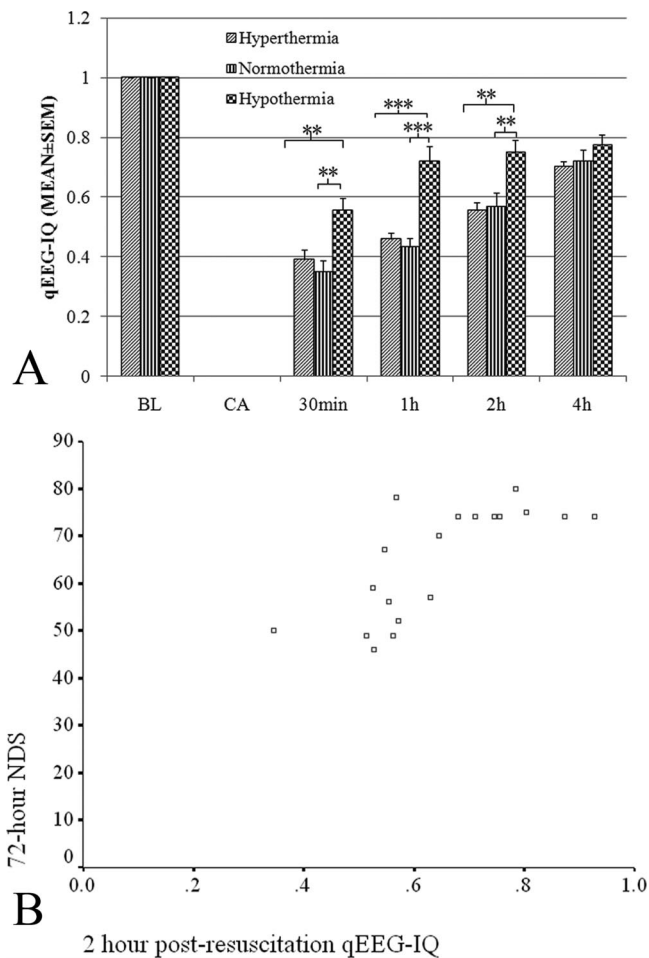 1.2
1
0.8
0.6
0.4
0.2
0
qEEG-IQ (MEAN±SEM)
Hyperthermia
Normothermia
Hypothermia
**
**
***
***
**
**
A
BL CA 30min 1h 2h 4h
90
80
70
60
50
40
30
20
10
0
72-hour NDS
0.0 .2 .4 .6 .8 1.0
B
2 hour post-resuscitation qEEG-IQ